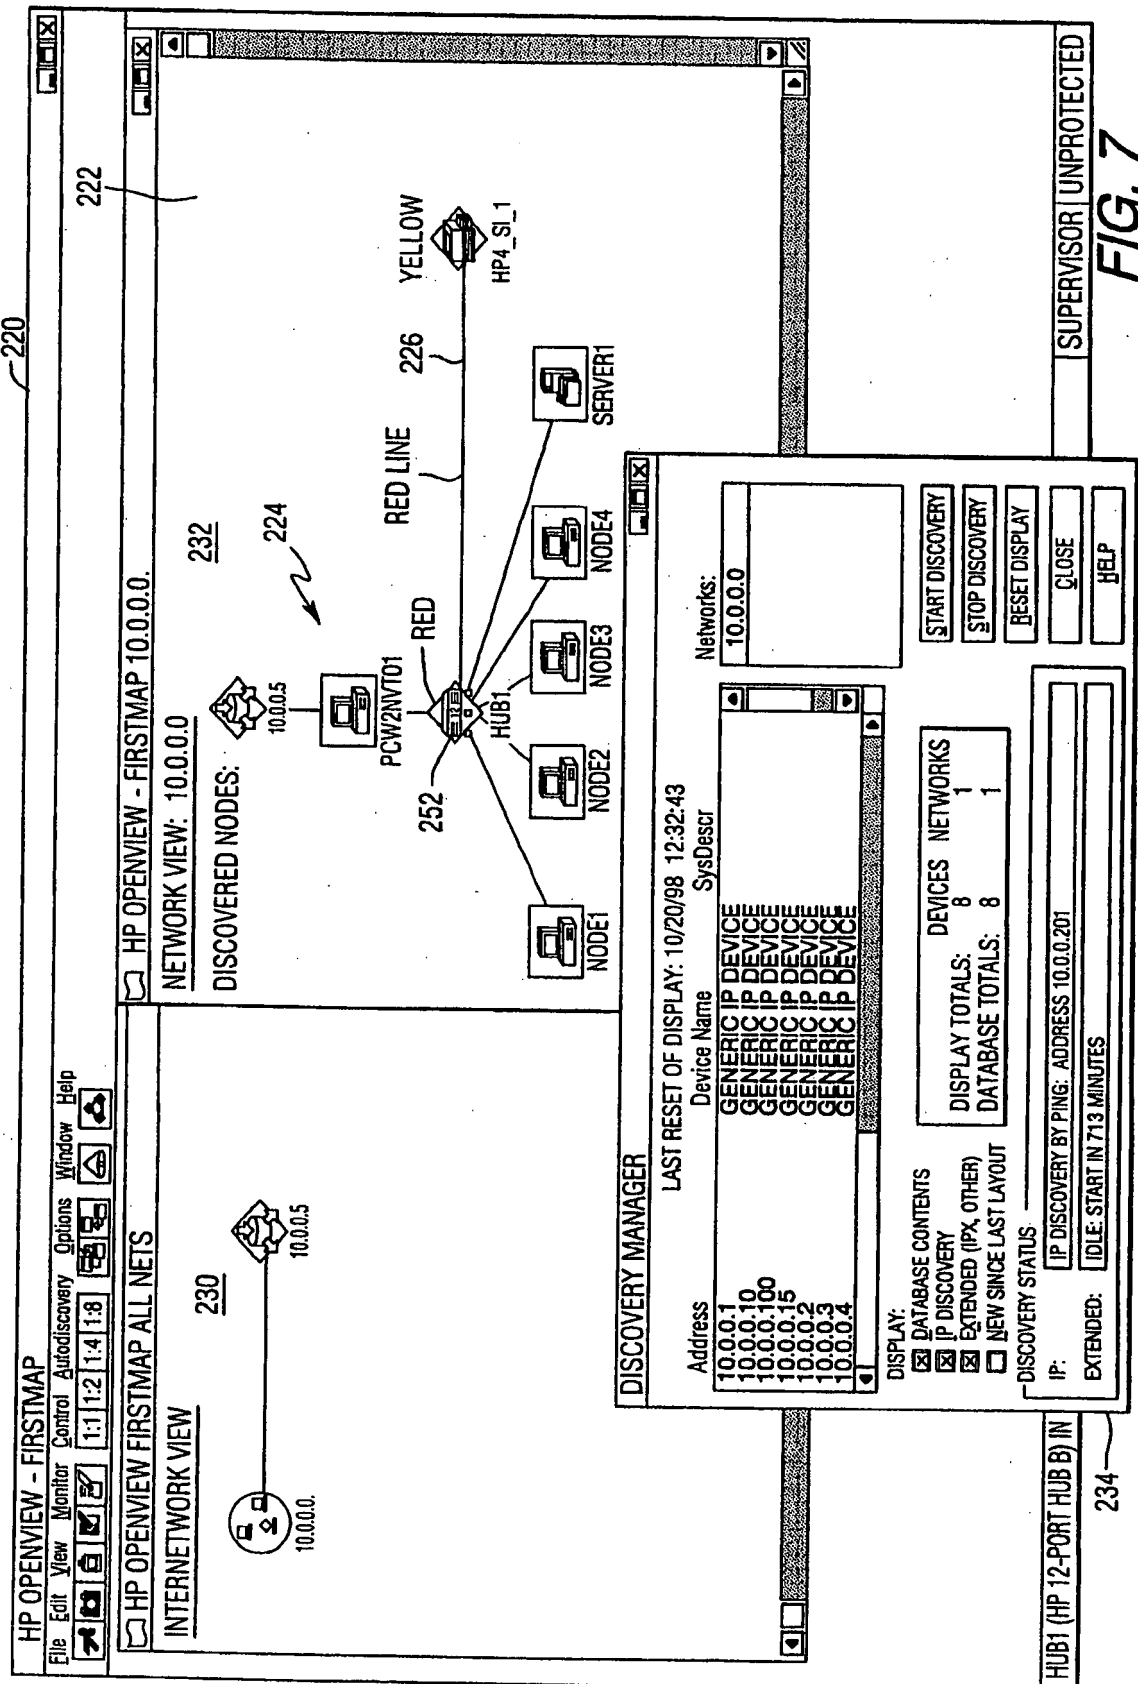 220
HP OPENVIEW - FIRSTMAP
File Edit View Monitor Control Autodiscovery Options Window Help
1:1 1:2 1:4 1:8
HP OPENVIEW FIRSTMAP ALL NETS
INTERNETWORK VIEW
230
10.0.0.0.
10.0.0.5
HP OPENVIEW - FIRSTMAP 10.0.0.0.
222
NETWORK VIEW: 10.0.0.0
232
DISCOVERED NODES:
224
10.0.0.5
PCW2NVT01
252
RED
HUB1
RED LINE
226
YELLOW
HP4_SI_1
NODE1
NODE2
NODE3
NODE4
SERVER1
DISCOVERY MANAGER
LAST RESET OF DISPLAY: 10/20/98 12:32:43
Address Device Name SysDescr
10.0.0.1 GENERIC IP DEVICE
10.0.0.10 GENERIC IP DEVICE
10.0.0.100 GENERIC IP DEVICE
10.0.0.15 GENERIC IP DEVICE
10.0.0.2 GENERIC IP DEVICE
10.0.0.3 GENERIC IP DEVICE
10.0.0.4 GENERIC IP DEVICE
Networks:
10.0.0.0
DISPLAY:
DATABASE CONTENTS
IP DISCOVERY
EXTENDED (IPX, OTHER)
NEW SINCE LAST LAYOUT
DEVICES NETWORKS
DISPLAY TOTALS: 8 1
DATABASE TOTALS: 8 1
START DISCOVERY
STOP DISCOVERY
RESET DISPLAY
CLOSE
HELP
DISCOVERY STATUS
IP: IP DISCOVERY BY PING: ADDRESS 10.0.0.201
EXTENDED: IDLE: START IN 713 MINUTES
234
HUB1 (HP 12-PORT HUB B) IN
SUPERVISOR UNPROTECTED
FIG. 7